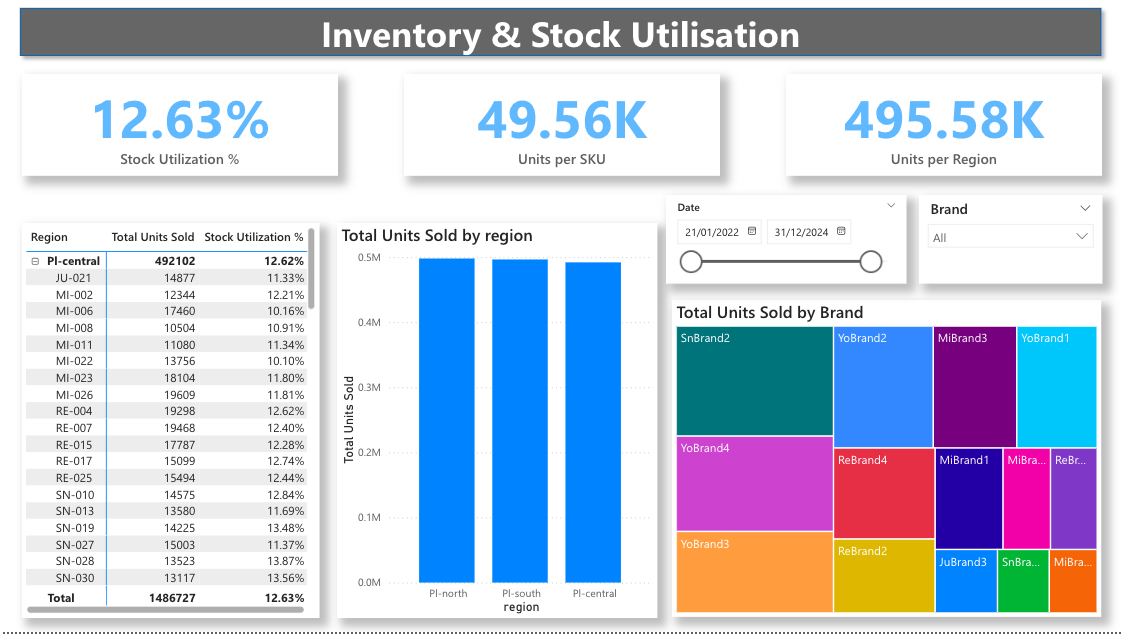 Inventory & Stock Utilisation
12.63%
Stock Utilization %
49.56K
Units per SKU
495.58K
Units per Region
Date
21/01/2022
31/12/2024
Brand
All
Region Total Units Sold Stock Utilization %
Pl-central 492102 12.62%
JU-021 14877 11.33%
MI-002 12344 12.21%
MI-006 17460 10.16%
MI-008 10504 10.91%
MI-011 11080 11.34%
MI-022 13756 10.10%
MI-023 18104 11.80%
MI-026 19609 11.81%
RE-004 19298 12.62%
RE-007 19468 12.40%
RE-015 17787 12.28%
RE-017 15099 12.74%
RE-025 15494 12.44%
SN-010 14575 12.84%
SN-013 13580 11.69%
SN-019 14225 13.48%
SN-027 15003 11.37%
SN-028 13523 13.87%
SN-030 13117 13.56%
Total 1486727 12.63%
Total Units Sold by region
Total Units Sold
0.5M
0.4M
0.3M
0.2M
0.1M
0.0M
Pl-north Pl-south Pl-central
region
Total Units Sold by Brand
SnBrand2
YoBrand4
YoBrand3
YoBrand2
MiBrand3
YoBrand1
ReBrand4
ReBrand2
MiBrand1
MiBra...
ReBr...
JuBrand3
SnBra...
MiBra...